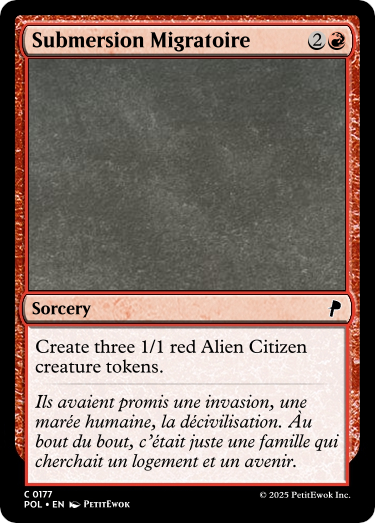 Submersion Migratoire 2
Sorcery
Create three 1/1 red Alien Citizen
creature tokens.
Ils avaient promis une invasion, une
marée humaine, la décivilisation. Àu
bout du bout, c'était juste une famille qui
cherchait un logement et un avenir.
C 0177
POL • EN PetitEwok
© 2025 PetitEwok Inc.